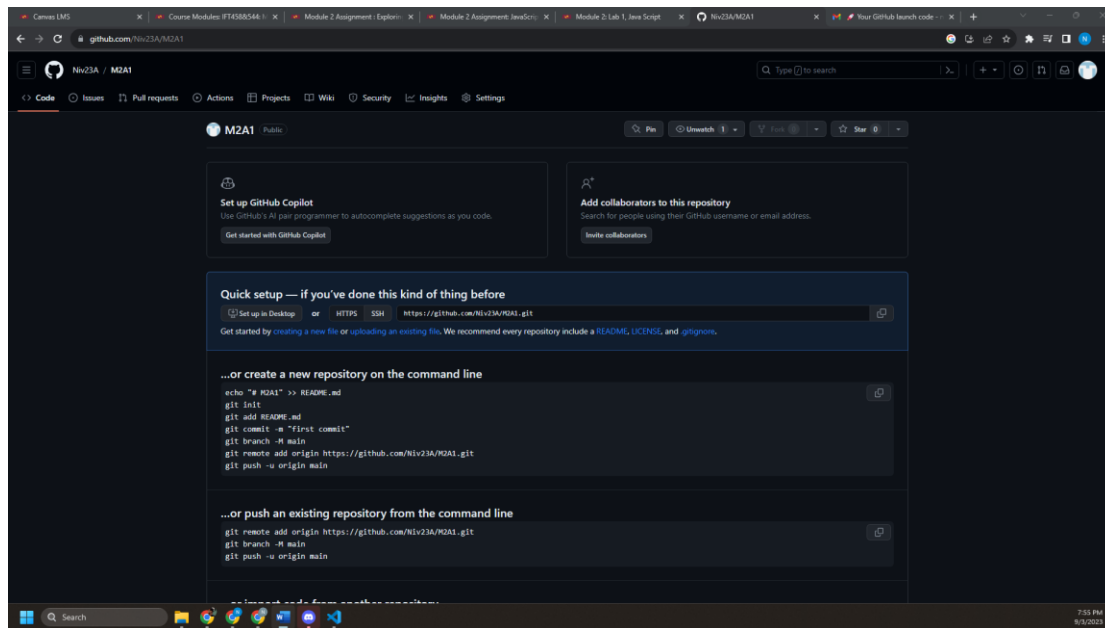 Canvas LMS
Course Modules: IFT458&544: I
Module 2 Assignment : Explorin
Module 2 Assignment: JavaScrip
Module 2: Lab 1, Java Script
Niv23A/M2A1
Your GitHub launch code - n
github.com/Niv23A/M2A1
N
Niv23A / M2A1
Type / to search
Code
Issues
Pull requests
Actions
Projects
Wiki
Security
Insights
Settings
M2A1 Public
Pin
Unwatch 1
Fork 0
Star 0
Set up GitHub Copilot
Use GitHub's AI pair programmer to autocomplete suggestions as you code.
Get started with GitHub Copilot
Add collaborators to this repository
Search for people using their GitHub username or email address.
Invite collaborators
Quick setup — if you've done this kind of thing before
Set up in Desktop or HTTPS SSH https://github.com/Niv23A/M2A1.git
Get started by creating a new file or uploading an existing file. We recommend every repository include a README, LICENSE, and .gitignore.
...or create a new repository on the command line
echo "# M2A1" >> README.md
git init
git add README.md
git commit -m "first commit"
git branch -M main
git remote add origin https://github.com/Niv23A/M2A1.git
git push -u origin main
...or push an existing repository from the command line
git remote add origin https://github.com/Niv23A/M2A1.git
git branch -M main
git push -u origin main
...or import code from another repository
Search
7:55 PM
9/3/2023